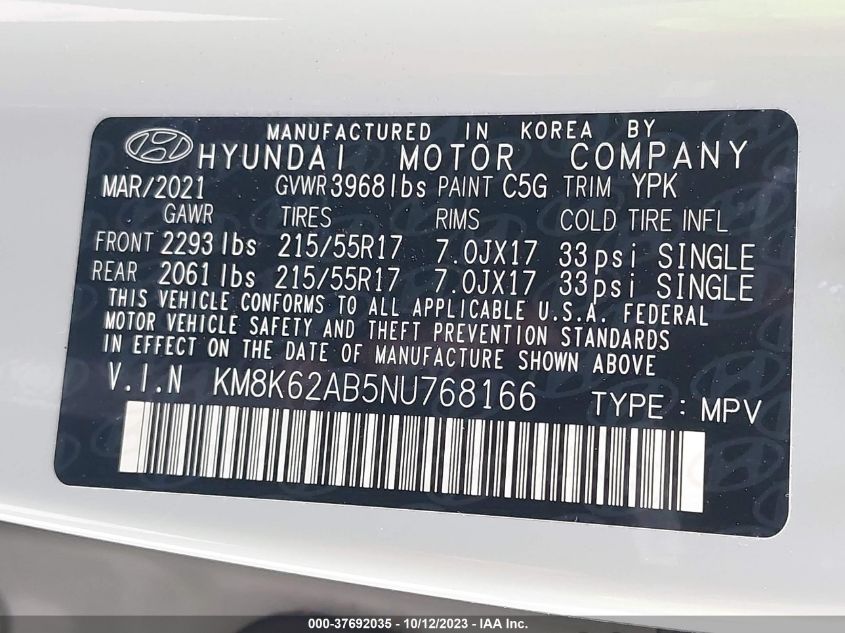 MANUFACTURED IN KOREA BY
HYUNDAI MOTOR COMPANY
MAR/2021 GVWR 3968 lbs PAINT C5G TRIM YPK
GAWR TIRES RIMS COLD TIRE INFL
FRONT 2293 lbs 215/55R17 7.0JX17 33psi SINGLE
REAR 2061 lbs 215/55R17 7.0JX17 33psi SINGLE
THIS VEHICLE CONFORMS TO ALL APPLICABLE U.S.A. FEDERAL
MOTOR VEHICLE SAFETY AND THEFT PREVENTION STANDARDS
IN EFFECT ON THE DATE OF MANUFACTURE SHOWN ABOVE
V.I.N KM8K62AB5NU768166 TYPE : MPV
000-37692035 - 10/12/2023 - IAA Inc.